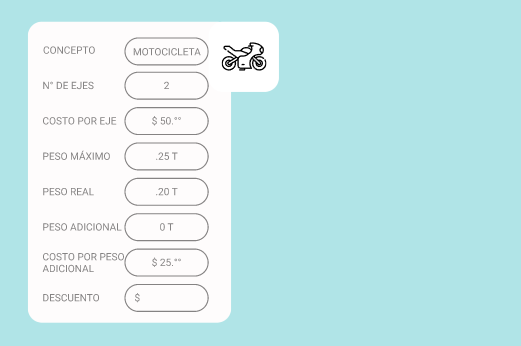 CONCEPTO MOTOCICLETA
N° DE EJES 2
COSTO POR EJE $ 50.°°
PESO MÁXIMO .25 T
PESO REAL .20 T
PESO ADICIONAL 0 T
COSTO POR PESO
ADICIONAL $ 25.°°
DESCUENTO $